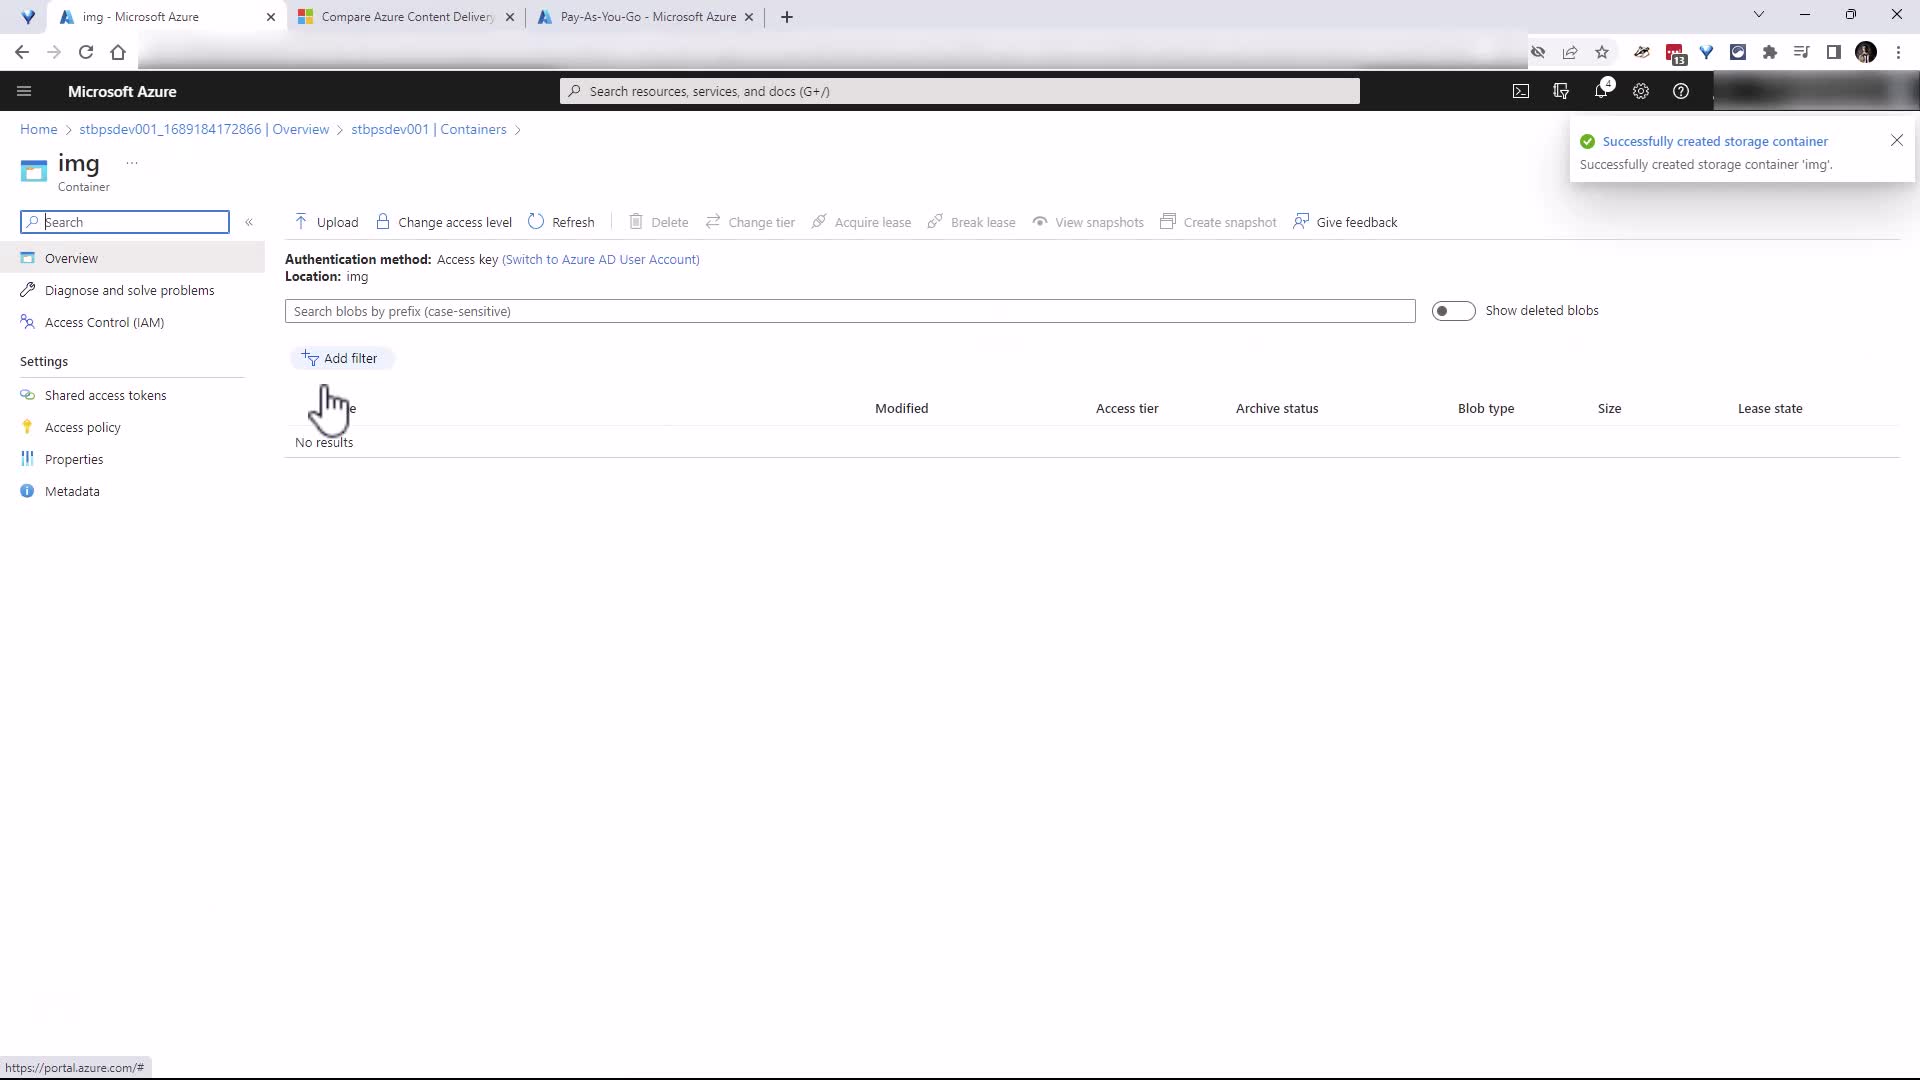 img - Microsoft Azure
Compare Azure Content Delivery
Pay-As-You-Go - Microsoft Azure
13
Microsoft Azure
Search resources, services, and docs (G+/)
4
Home > stbpsdev001_1689184172866 | Overview > stbpsdev001 | Containers >
Successfully created storage container
Successfully created storage container 'img'.
img ...
Container
Search
«
Upload
Change access level
Refresh
Delete
Change tier
Acquire lease
Break lease
View snapshots
Create snapshot
Give feedback
Overview
Diagnose and solve problems
Access Control (IAM)
Settings
Shared access tokens
Access policy
Properties
Metadata
Authentication method: Access key (Switch to Azure AD User Account)
Location: img
Search blobs by prefix (case-sensitive)
Show deleted blobs
Add filter
Modified
Access tier
Archive status
Blob type
Size
Lease state
No results
https://portal.azure.com/#